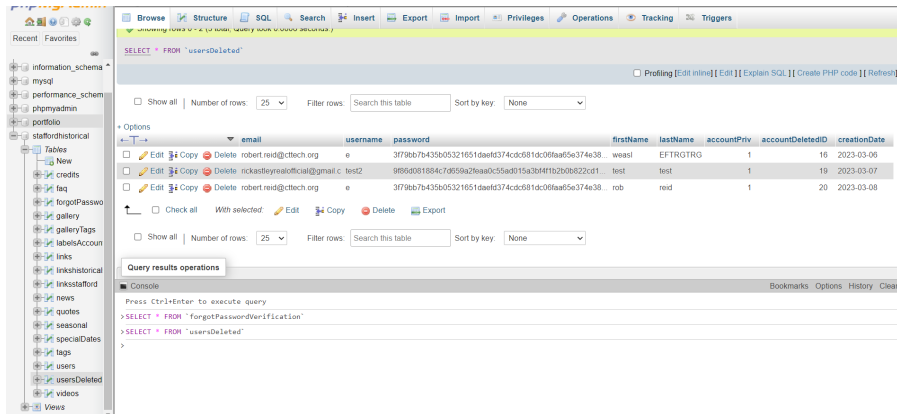 Recent Favorites
information_schema
mysql
performance_schem
phpmyadmin
portfolio
staffordhistorical
Tables
New
credits
faq
forgotPasswo
gallery
galleryTags
labelsAccoun
links
linkshistorical
linksstafford
news
quotes
seasonal
specialDates
tags
users
usersDeleted
videos
Views
Browse Structure SQL Search Insert Export Import Privileges Operations Tracking Triggers
SELECT * FROM `usersDeleted`
Profiling [Edit inline] [ Edit ] [ Explain SQL ] [ Create PHP code ] [ Refresh]
Show all | Number of rows: 25 Filter rows: Search this table Sort by key: None
+ Options
←T→ email username password firstName lastName accountPriv accountDeletedID creationDate
Edit Copy Delete robert.reid@cttech.org e 3f79bb7b435b05321651daefd374cdc681dc06faa65e374e38... weasl EFTRGTRG 1 16 2023-03-06
Edit Copy Delete rickastleyrealofficial@gmail.c test2 9f86d081884c7d659a2feaa0c55ad015a3bf4f1b2b0b822cd1... test test 1 19 2023-03-07
Edit Copy Delete robert.reid@cttech.org e 3f79bb7b435b05321651daefd374cdc681dc06faa65e374e38... rob reid 1 20 2023-03-08
Check all With selected: Edit Copy Delete Export
Show all | Number of rows: 25 Filter rows: Search this table Sort by key: None
Query results operations
Console Bookmarks Options History Clear
Press Ctrl+Enter to execute query
>SELECT * FROM `forgotPasswordVerification`
>SELECT * FROM `usersDeleted`
>